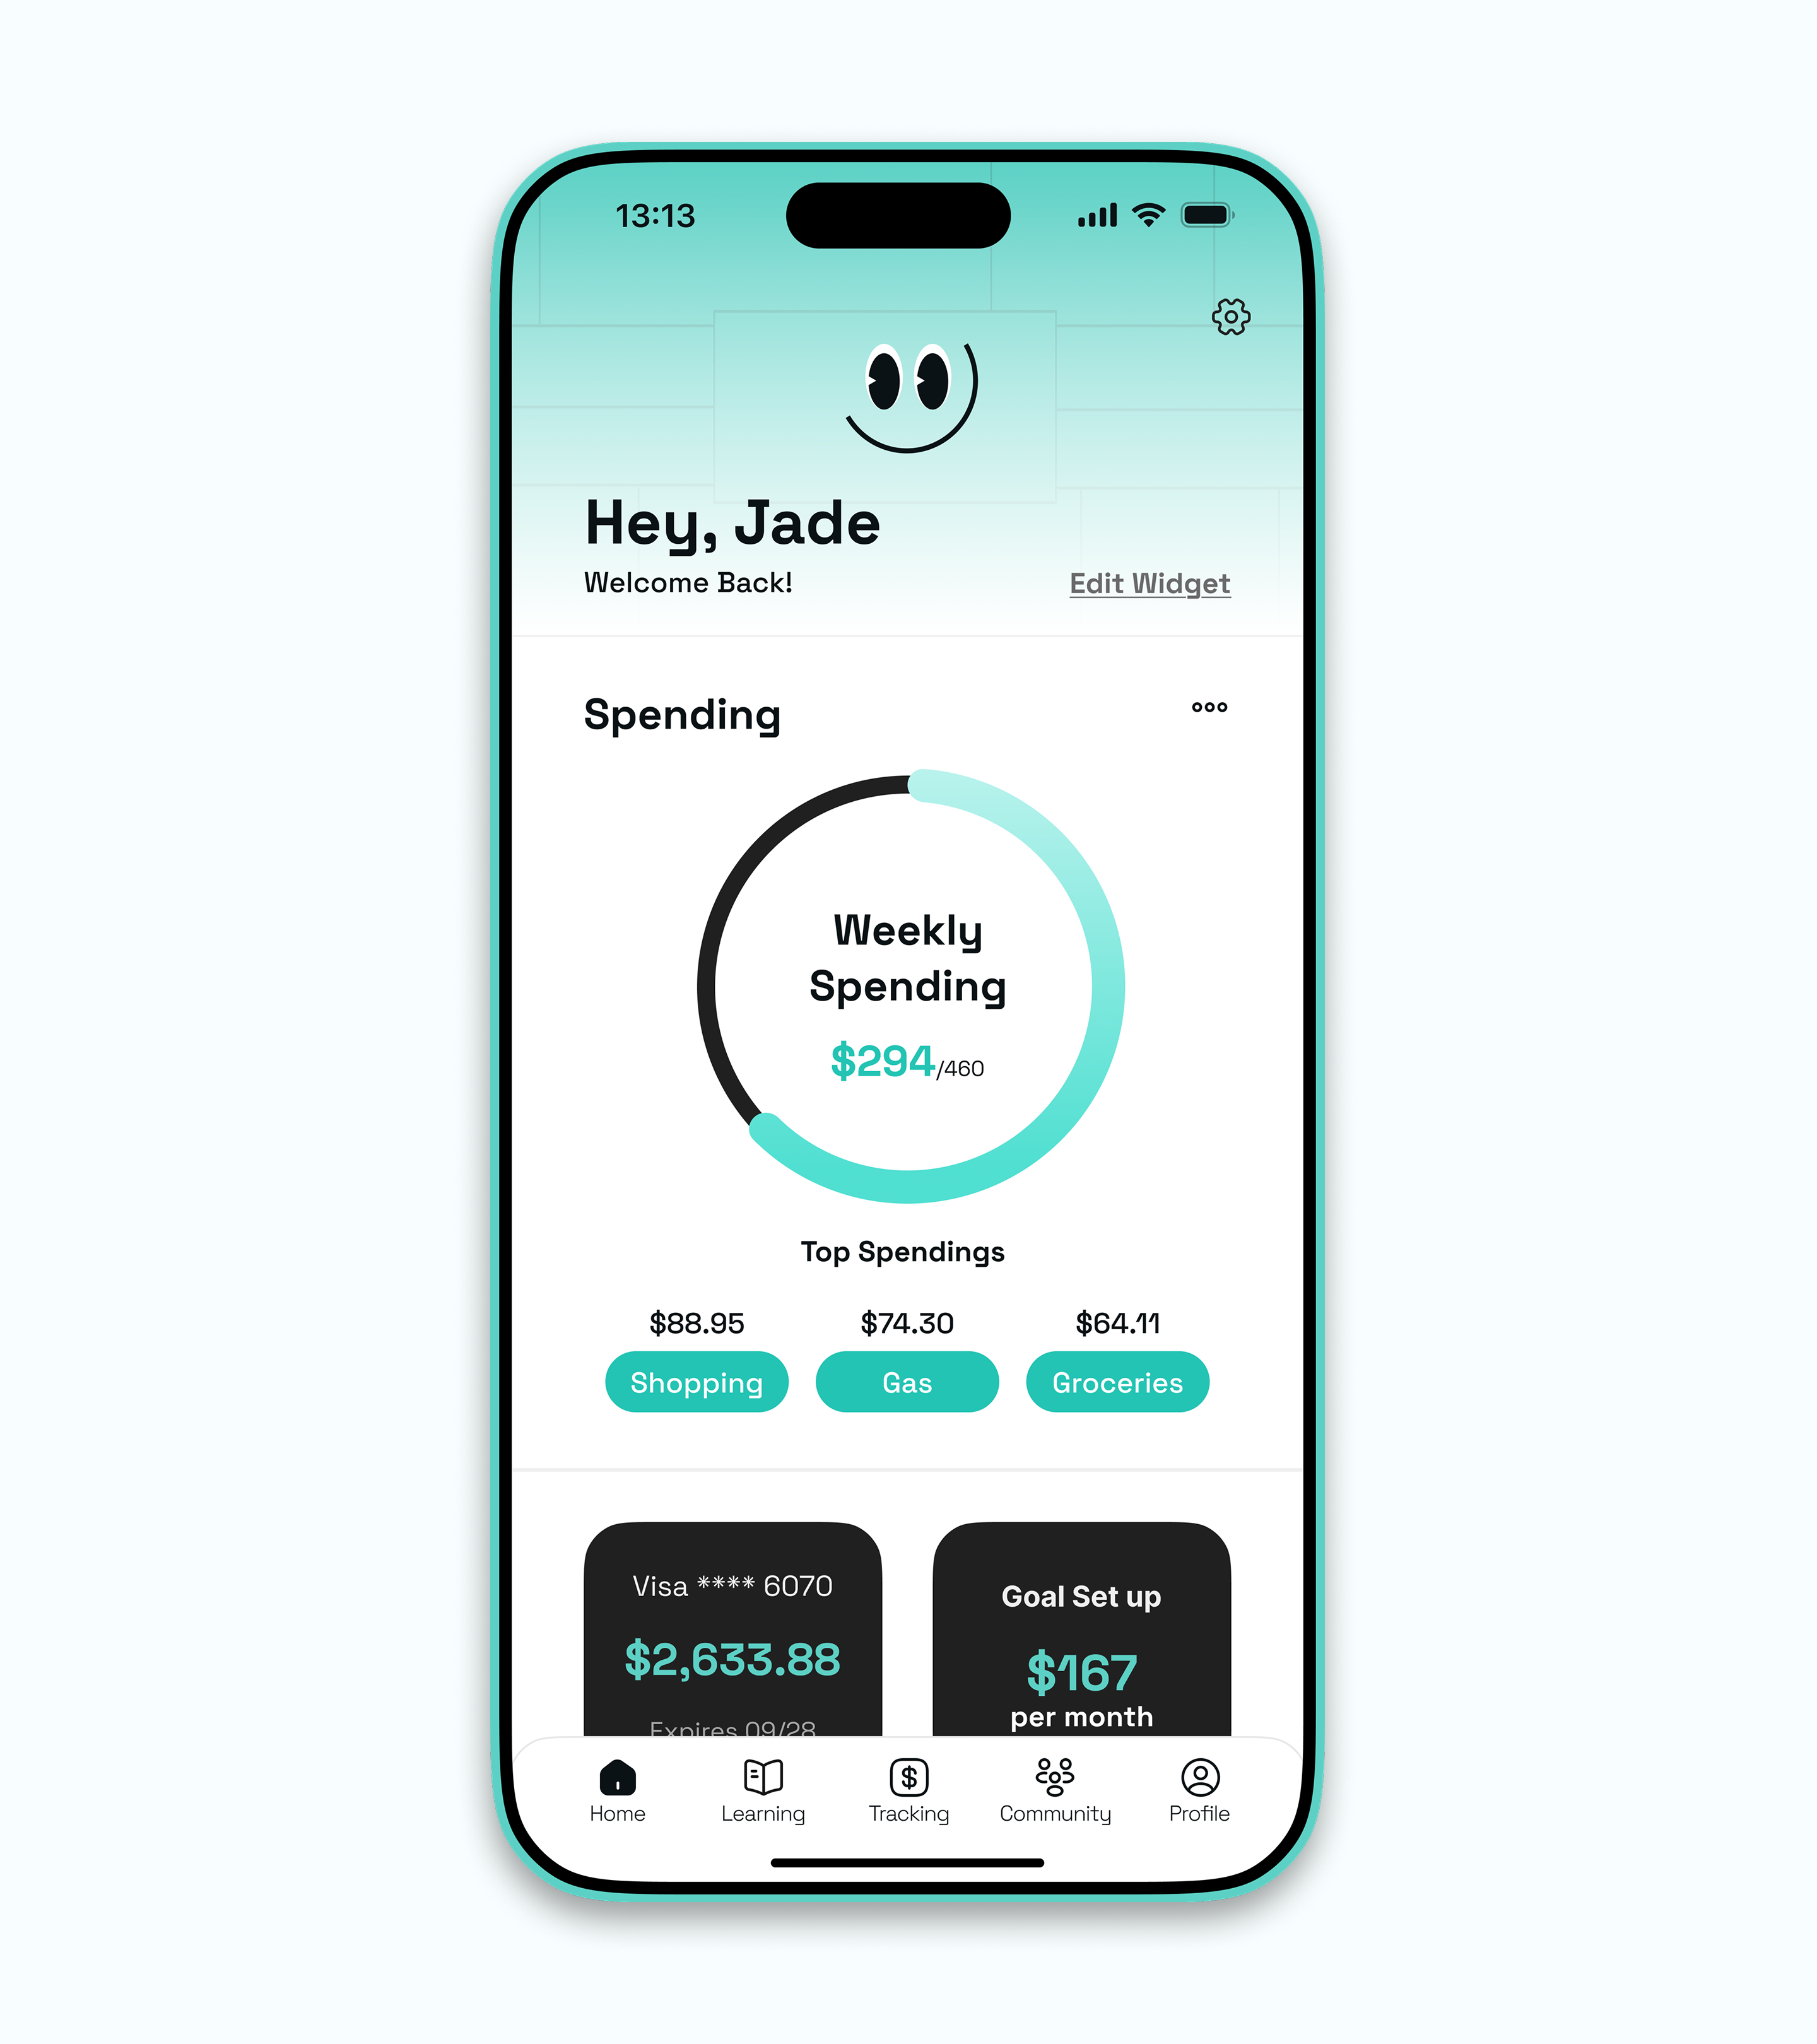 13:13
Hey, Jade
Welcome Back!
Edit Widget
Spending
Weekly
Spending
$294/460
Top Spendings
$88.95 $74.30 $64.11
Shopping Gas Groceries
Visa **** 6070
$2,633.88
Expires 09/28
Goal Set up
$167
per month
Home Learning Tracking Community Profile